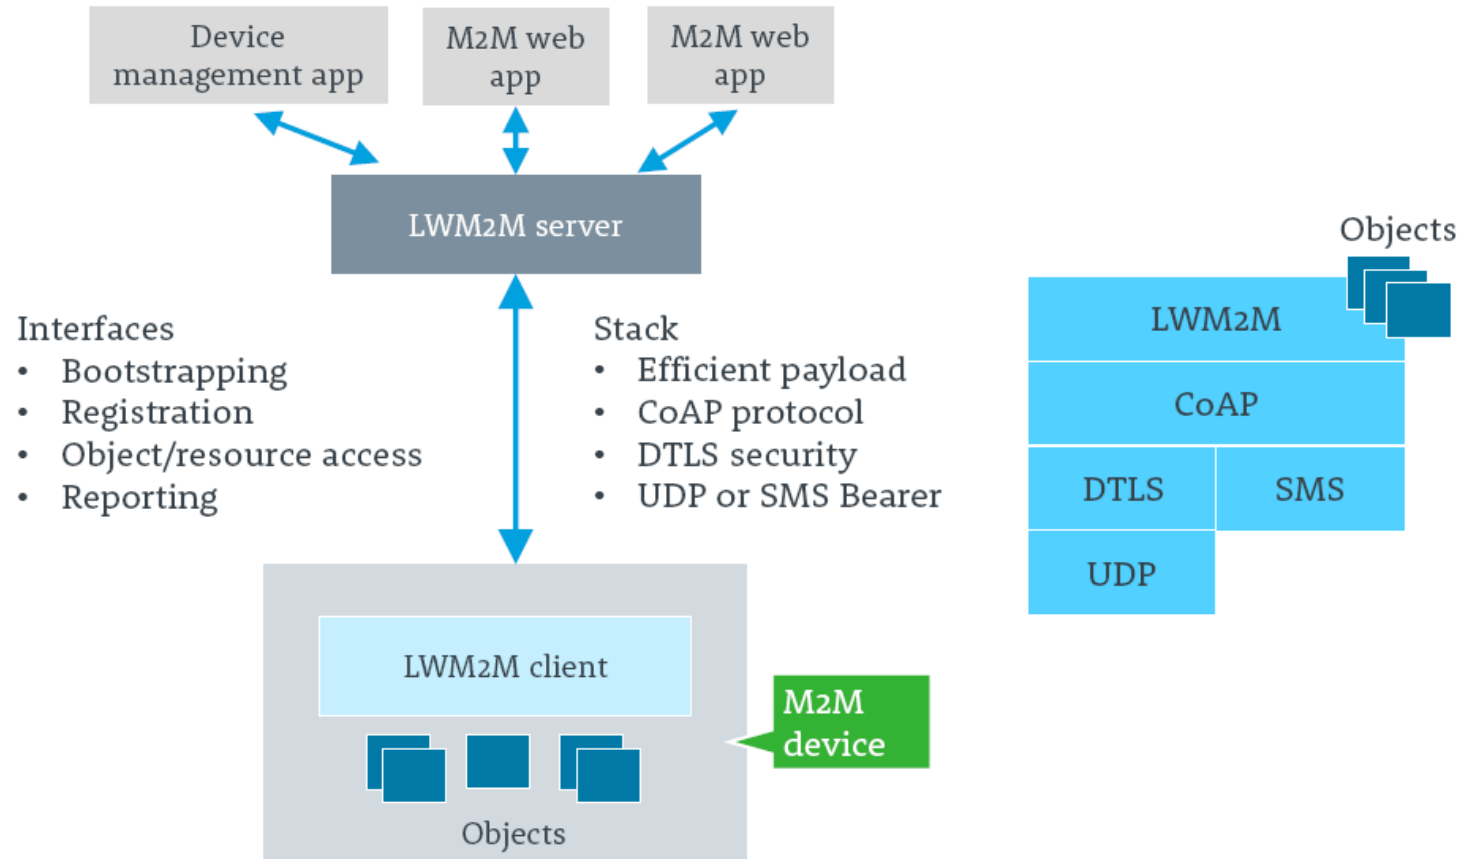 Device
management app
M2M web
app
M2M web
app
LWM2M server
Interfaces
• Bootstrapping
• Registration
• Object/resource access
• Reporting
Stack
• Efficient payload
• CoAP protocol
• DTLS security
• UDP or SMS Bearer
LWM2M client
Objects
M2M
device
Objects
LWM2M
CoAP
DTLS
SMS
UDP